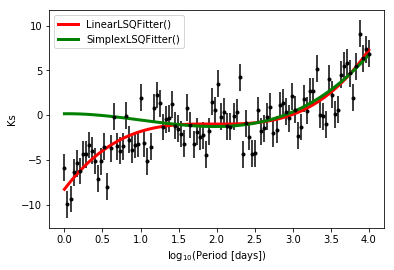 LinearLSQFitter()
SimplexLSQFitter()
10
5
0
−5
−10
Ks
0.0 0.5 1.0 1.5 2.0 2.5 3.0 3.5 4.0
log₁₀(Period [days])